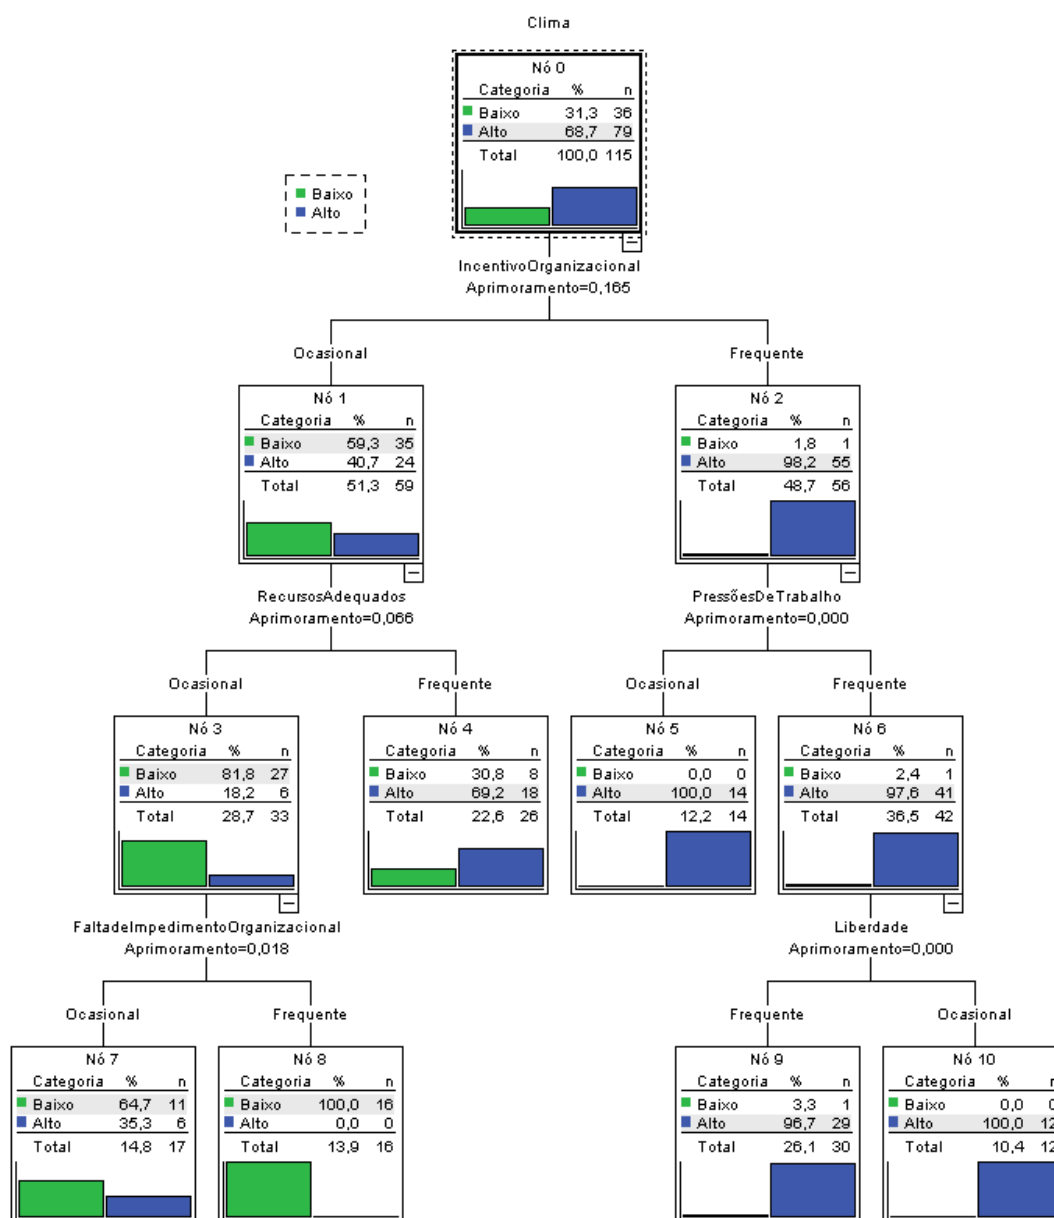 Clima
Nó 0
Categoria % n
Baixo 31,3 36
Alto 68,7 79
Total 100,0 115
Baixo
Alto
IncentivoOrganizacional
Aprimoramento=0,165
Ocasional
Frequente
Nó 1
Categoria % n
Baixo 59,3 35
Alto 40,7 24
Total 51,3 59
Nó 2
Categoria % n
Baixo 1,8 1
Alto 98,2 55
Total 48,7 56
RecursosAdequados
Aprimoramento=0,066
PressõesDeTrabalho
Aprimoramento=0,000
Ocasional
Frequente
Ocasional
Frequente
Nó 3
Categoria % n
Baixo 81,8 27
Alto 18,2 6
Total 28,7 33
Nó 4
Categoria % n
Baixo 30,8 8
Alto 69,2 18
Total 22,6 26
Nó 5
Categoria % n
Baixo 0,0 0
Alto 100,0 14
Total 12,2 14
Nó 6
Categoria % n
Baixo 2,4 1
Alto 97,6 41
Total 36,5 42
FaltadeImpedimentoOrganizacional
Aprimoramento=0,018
Liberdade
Aprimoramento=0,000
Ocasional
Frequente
Frequente
Ocasional
Nó 7
Categoria % n
Baixo 64,7 11
Alto 35,3 6
Total 14,8 17
Nó 8
Categoria % n
Baixo 100,0 16
Alto 0,0 0
Total 13,9 16
Nó 9
Categoria % n
Baixo 3,3 1
Alto 96,7 29
Total 26,1 30
Nó 10
Categoria % n
Baixo 0,0 0
Alto 100,0 12
Total 10,4 12